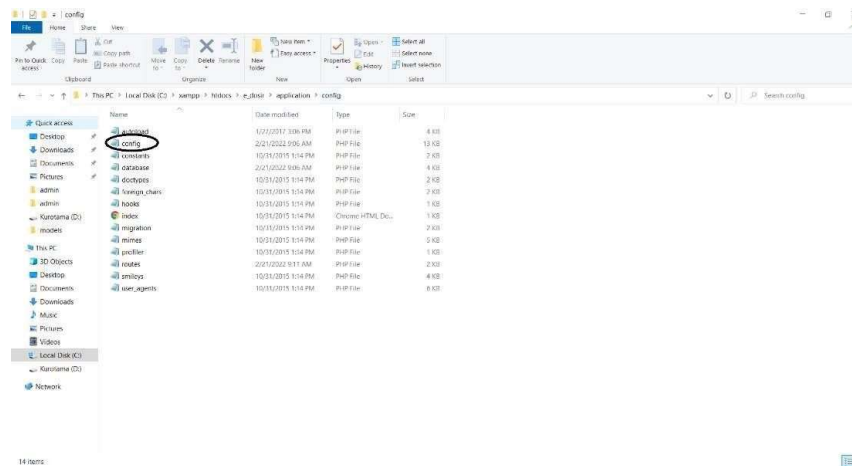 config
File Home Share View
Pin to Quick access
Copy
Paste
Cut
Copy path
Paste shortcut
Move to
Copy to
Delete
Rename
New folder
New item
Easy access
Properties
Open
Edit
History
Select all
Select none
Invert selection
Clipboard Organize New Open Select
This PC > Local Disk (C:) > xampp > htdocs > e_dosir > application > config
Search config
Name Date modified Type Size
Quick access
Desktop
Downloads
Documents
Pictures
admin
admin
Kurotama (D:)
models
This PC
3D Objects
Desktop
Documents
Downloads
Music
Pictures
Videos
Local Disk (C:)
Kurotama (D:)
Network
autoload 1/27/2017 3:06 PM PHP File 4 KB
config 2/21/2022 9:06 AM PHP File 13 KB
constants 10/31/2015 1:14 PM PHP File 2 KB
database 2/21/2022 9:06 AM PHP File 4 KB
doctypes 10/31/2015 1:14 PM PHP File 2 KB
foreign_chars 10/31/2015 1:14 PM PHP File 2 KB
hooks 10/31/2015 1:14 PM PHP File 1 KB
index 10/31/2015 1:14 PM Chrome HTML Do... 1 KB
migration 10/31/2015 1:14 PM PHP File 2 KB
mimes 10/31/2015 1:14 PM PHP File 5 KB
profiler 10/31/2015 1:14 PM PHP File 1 KB
routes 2/21/2022 9:11 AM PHP File 2 KB
smileys 10/31/2015 1:14 PM PHP File 4 KB
user_agents 10/31/2015 1:14 PM PHP File 6 KB
14 items